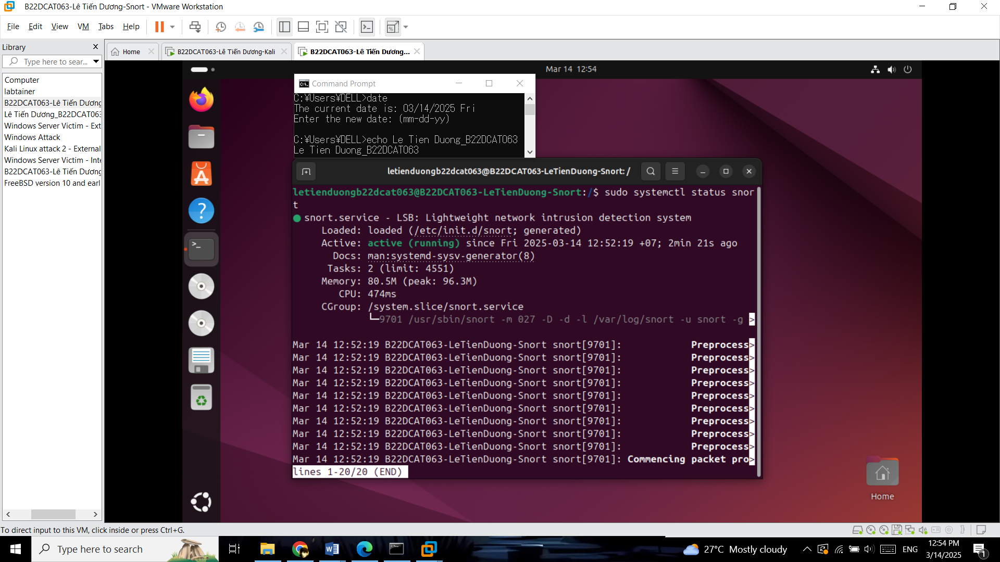 B22DCAT063-Lê Tiến Dương-Snort - VMware Workstation
File Edit View VM Tabs Help
Library
Type here to sear...
Computer
labtainer
B22DCAT063-Lê Tiến Dương
Lê Tiến Dương_B22DCAT063
Windows Server Victim - Ext
Windows Attack
Kali Linux attack 2 - External
Windows Server Victim - Inte
B22DCAT063-Lê Tiến Dương
FreeBSD version 10 and earl
Home
B22DCAT063-Lê Tiến Dương-Kali
B22DCAT063-Lê Tiến Dương...
Mar 14 12:54
Command Prompt
C:¥Users¥DELL>date
The current date is: 03/14/2025 Fri
Enter the new date: (mm-dd-yy)
C:¥Users¥DELL>echo Le Tien Duong_B22DCAT063
Le Tien Duong_B22DCAT063
letienduongb22dcat063@B22DCAT063-LeTienDuong-Snort: /
letienduongb22dcat063@B22DCAT063-LeTienDuong-Snort:/$ sudo systemctl status snor
t
snort.service - LSB: Lightweight network intrusion detection system
Loaded: loaded (/etc/init.d/snort; generated)
Active: active (running) since Fri 2025-03-14 12:52:19 +07; 2min 21s ago
Docs: man:systemd-sysv-generator(8)
Tasks: 2 (limit: 4551)
Memory: 80.5M (peak: 96.3M)
CPU: 474ms
CGroup: /system.slice/snort.service
└─9701 /usr/sbin/snort -m 027 -D -d -l /var/log/snort -u snort -g >
Mar 14 12:52:19 B22DCAT063-LeTienDuong-Snort snort[9701]: Preprocess>
Mar 14 12:52:19 B22DCAT063-LeTienDuong-Snort snort[9701]: Preprocess>
Mar 14 12:52:19 B22DCAT063-LeTienDuong-Snort snort[9701]: Preprocess>
Mar 14 12:52:19 B22DCAT063-LeTienDuong-Snort snort[9701]: Preprocess>
Mar 14 12:52:19 B22DCAT063-LeTienDuong-Snort snort[9701]: Preprocess>
Mar 14 12:52:19 B22DCAT063-LeTienDuong-Snort snort[9701]: Preprocess>
Mar 14 12:52:19 B22DCAT063-LeTienDuong-Snort snort[9701]: Preprocess>
Mar 14 12:52:19 B22DCAT063-LeTienDuong-Snort snort[9701]: Preprocess>
Mar 14 12:52:19 B22DCAT063-LeTienDuong-Snort snort[9701]: Preprocess>
Mar 14 12:52:19 B22DCAT063-LeTienDuong-Snort snort[9701]: Commencing packet pro>
lines 1-20/20 (END)
Home
To direct input to this VM, click inside or press Ctrl+G.
Type here to search
27°C Mostly cloudy
ENG
12:54 PM
3/14/2025
1